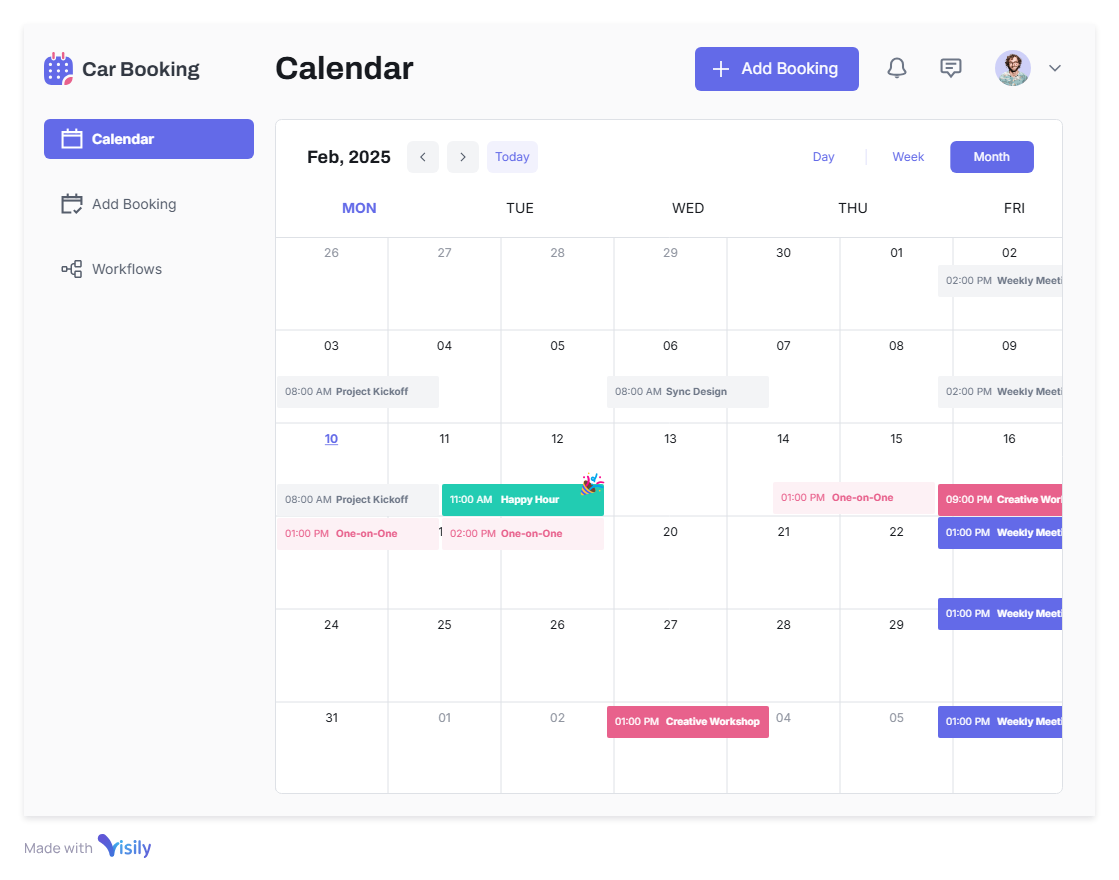 Car Booking
Calendar
Add Booking
Calendar
Add Booking
Workflows
Feb, 2025
Today
Day
Week
Month
MON TUE WED THU FRI
26 27 28 29 30 01 02
02:00 PM Weekly Meeti
03 04 05 06 07 08 09
08:00 AM Project Kickoff
08:00 AM Sync Design
02:00 PM Weekly Meeti
10 11 12 13 14 15 16
08:00 AM Project Kickoff
11:00 AM Happy Hour
01:00 PM One-on-One
09:00 PM Creative Wor
01:00 PM One-on-One
1
02:00 PM One-on-One
20 21 22
01:00 PM Weekly Meeti
01:00 PM Weekly Meeti
24 25 26 27 28 29
31 01 02
01:00 PM Creative Workshop
04 05
01:00 PM Weekly Meeti
Made with Visily